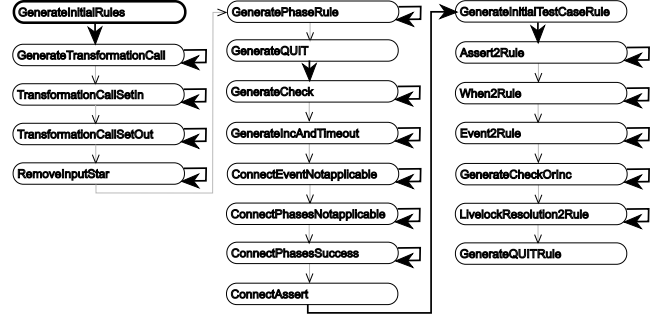 GenerateInitialRules
GenerateTransformationCall
TransformationCallSetIn
TransformationCallSetOut
RemoveInputStar
GeneratePhaseRule
GenerateQUIT
GenerateCheck
GenerateIncAndTimeout
ConnectEventNotapplicable
ConnectPhasesNotapplicable
ConnectPhasesSuccess
ConnectAssert
GenerateInitialTestCaseRule
Assert2Rule
When2Rule
Event2Rule
GenerateCheckOrInc
LivelockResolution2Rule
GenerateQUITRule